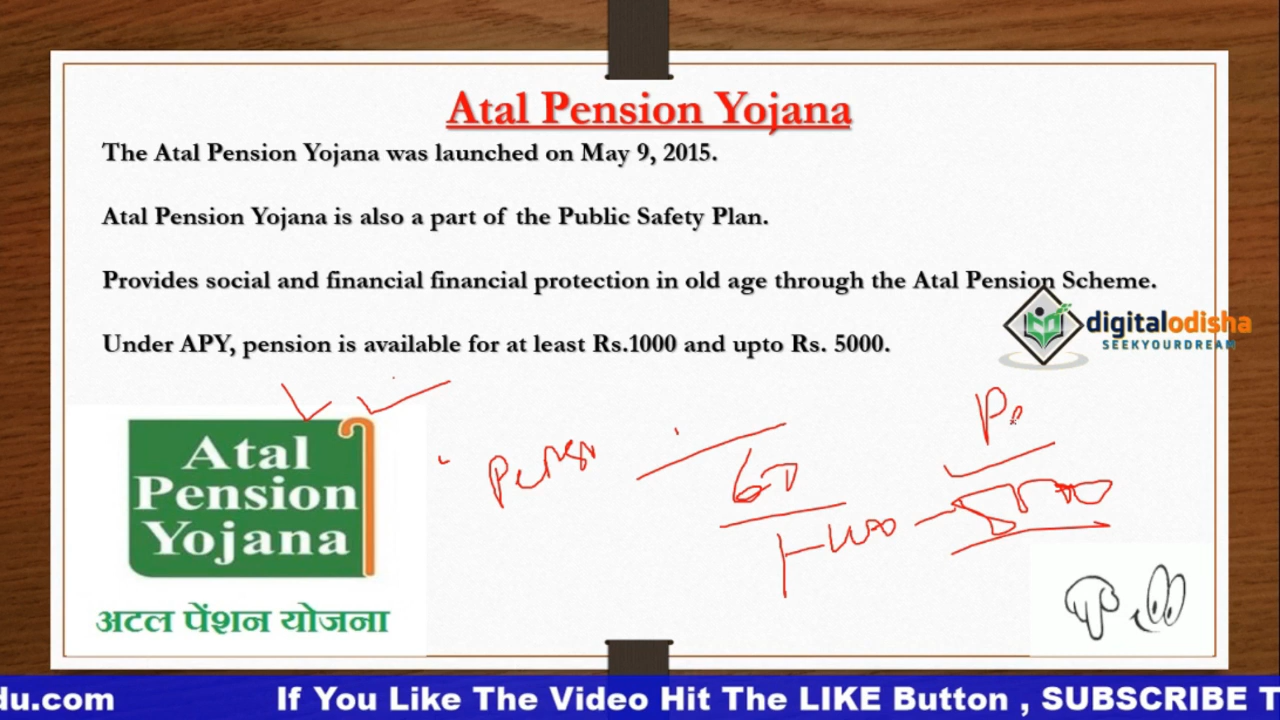 Atal Pension Yojana
The Atal Pension Yojana was launched on May 9, 2015.
Atal Pension Yojana is also a part of the Public Safety Plan.
Provides social and financial financial protection in old age through the Atal Pension Scheme.
digitalodisha
SEEKYOURDREAM
Under APY, pension is available for at least Rs.1000 and upto Rs. 5000.
Atal
Pension
Yojana
अटल पेंशन योजना
60
du.com If You Like The Video Hit The LIKE Button , SUBSCRIBE T